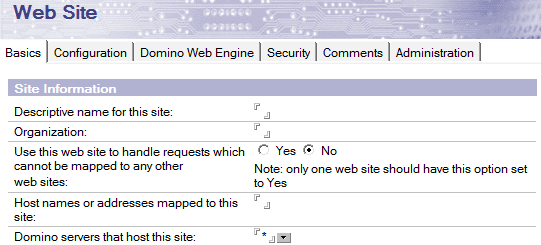 Web Site
Basics Configuration Domino Web Engine Security Comments Administration
Site Information
Descriptive name for this site:
Organization:
Use this web site to handle requests which
cannot be mapped to any other
web sites:
Yes No
Note: only one web site should have this option set
to Yes
Host names or addresses mapped to this
site:
Domino servers that host this site: *